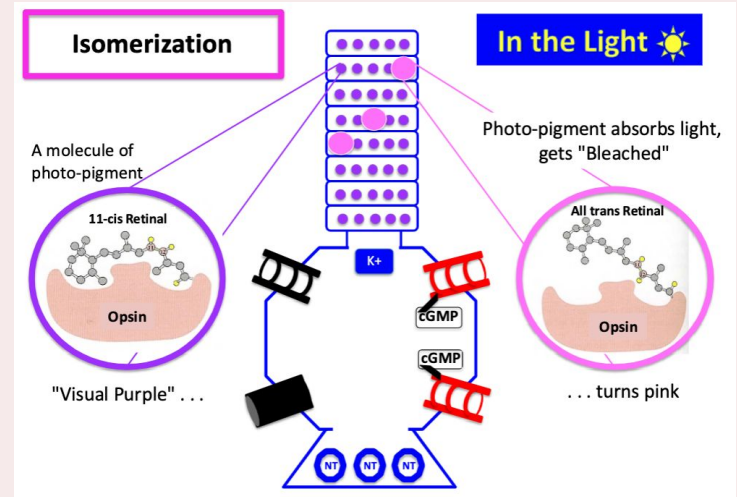 Isomerization
In the Light
A molecule of
photo-pigment
11-cis Retinal
Opsin
"Visual Purple" . . .
Photo-pigment absorbs light,
gets "Bleached"
All trans Retinal
Opsin
. . . turns pink
K+
cGMP
cGMP
NT NT NT